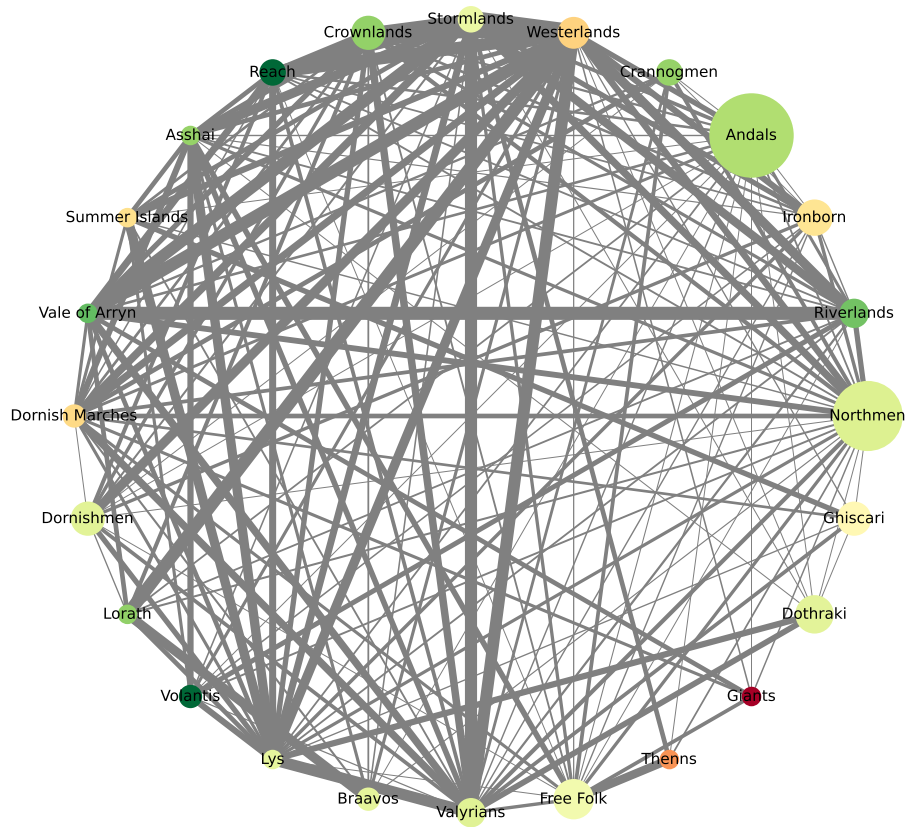 Stormlands
Crownlands
Westerlands
Reach
Crannogmen
Asshai
Andals
Summer Islands
Ironborn
Vale of Arryn
Riverlands
Dornish Marches
Northmen
Dornishmen
Ghiscari
Lorath
Dothraki
Volantis
Giants
Lys
Thenns
Braavos
Free Folk
Valyrians